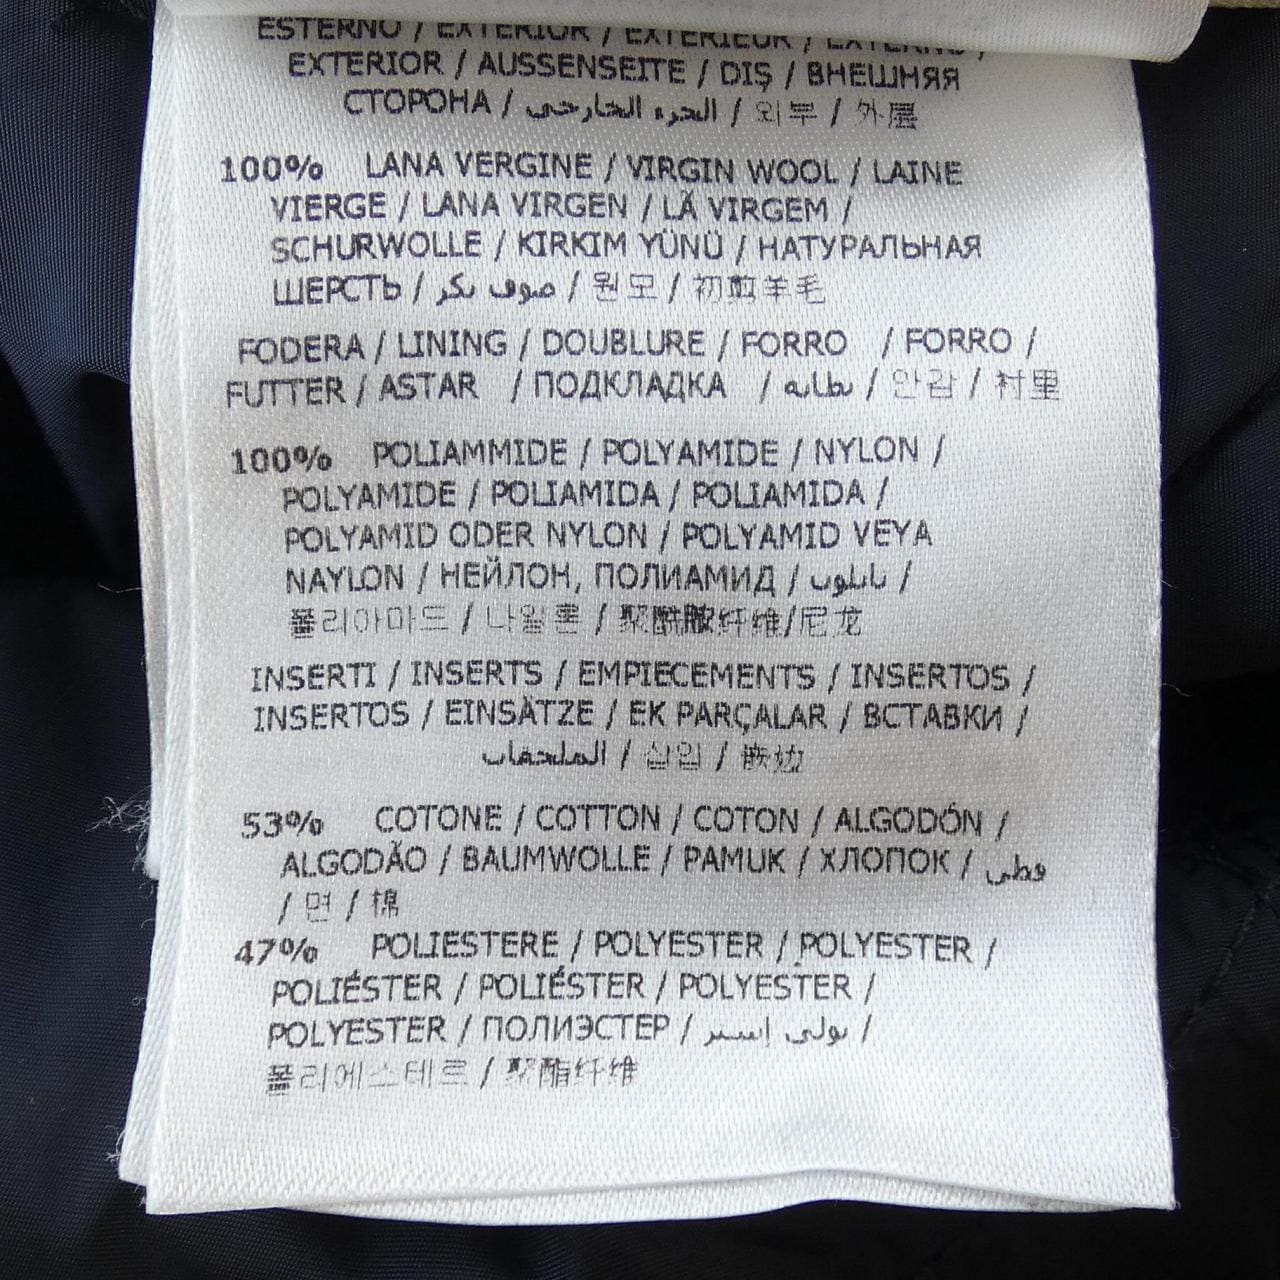 ESTERNO / EXTERIOR / EXTERIEUR / EXTERNO /
EXTERIOR / AUSSENSEITE / DIŞ / ВНЕШНЯЯ
СТОРОНА / الجزء الخارجي / 외부 / 外层
100% LANA VERGINE / VIRGIN WOOL / LAINE
VIERGE / LANA VIRGEN / LÃ VIRGEM /
SCHURWOLLE / KIRKIM YÜNÜ / НАТУРАЛЬНАЯ
ШЕРСТЬ / صوف بكر / 원모 / 初剪羊毛
FODERA / LINING / DOUBLURE / FORRO / FORRO /
FUTTER / ASTAR / ПОДКЛАДКА / بطانه / 안감 / 衬里
100% POLIAMMIDE / POLYAMIDE / NYLON /
POLYAMIDE / POLIAMIDA / POLIAMIDA /
POLYAMID ODER NYLON / POLYAMID VEYA
NAYLON / НЕЙЛОН, ПОЛИАМИД / نايلون /
폴리아마드 / 나일론 / 聚酰胺纤维/尼龙
INSERTI / INSERTS / EMPIECEMENTS / INSERTOS /
INSERTOS / EINSÄTZE / EK PARÇALAR / ВСТАВКИ /
الملحقات / 삽입 / 嵌边
53% COTONE / COTTON / COTON / ALGODÓN /
ALGODÃO / BAUMWOLLE / PAMUK / ХЛОПОК / قطن
/ 면 / 棉
47% POLIESTERE / POLYESTER / POLYESTER /
POLIÉSTER / POLIÉSTER / POLYESTER /
POLYESTER / ПОЛИЭСТЕР / بولي إستر /
폴리에스테르 / 聚酯纤维